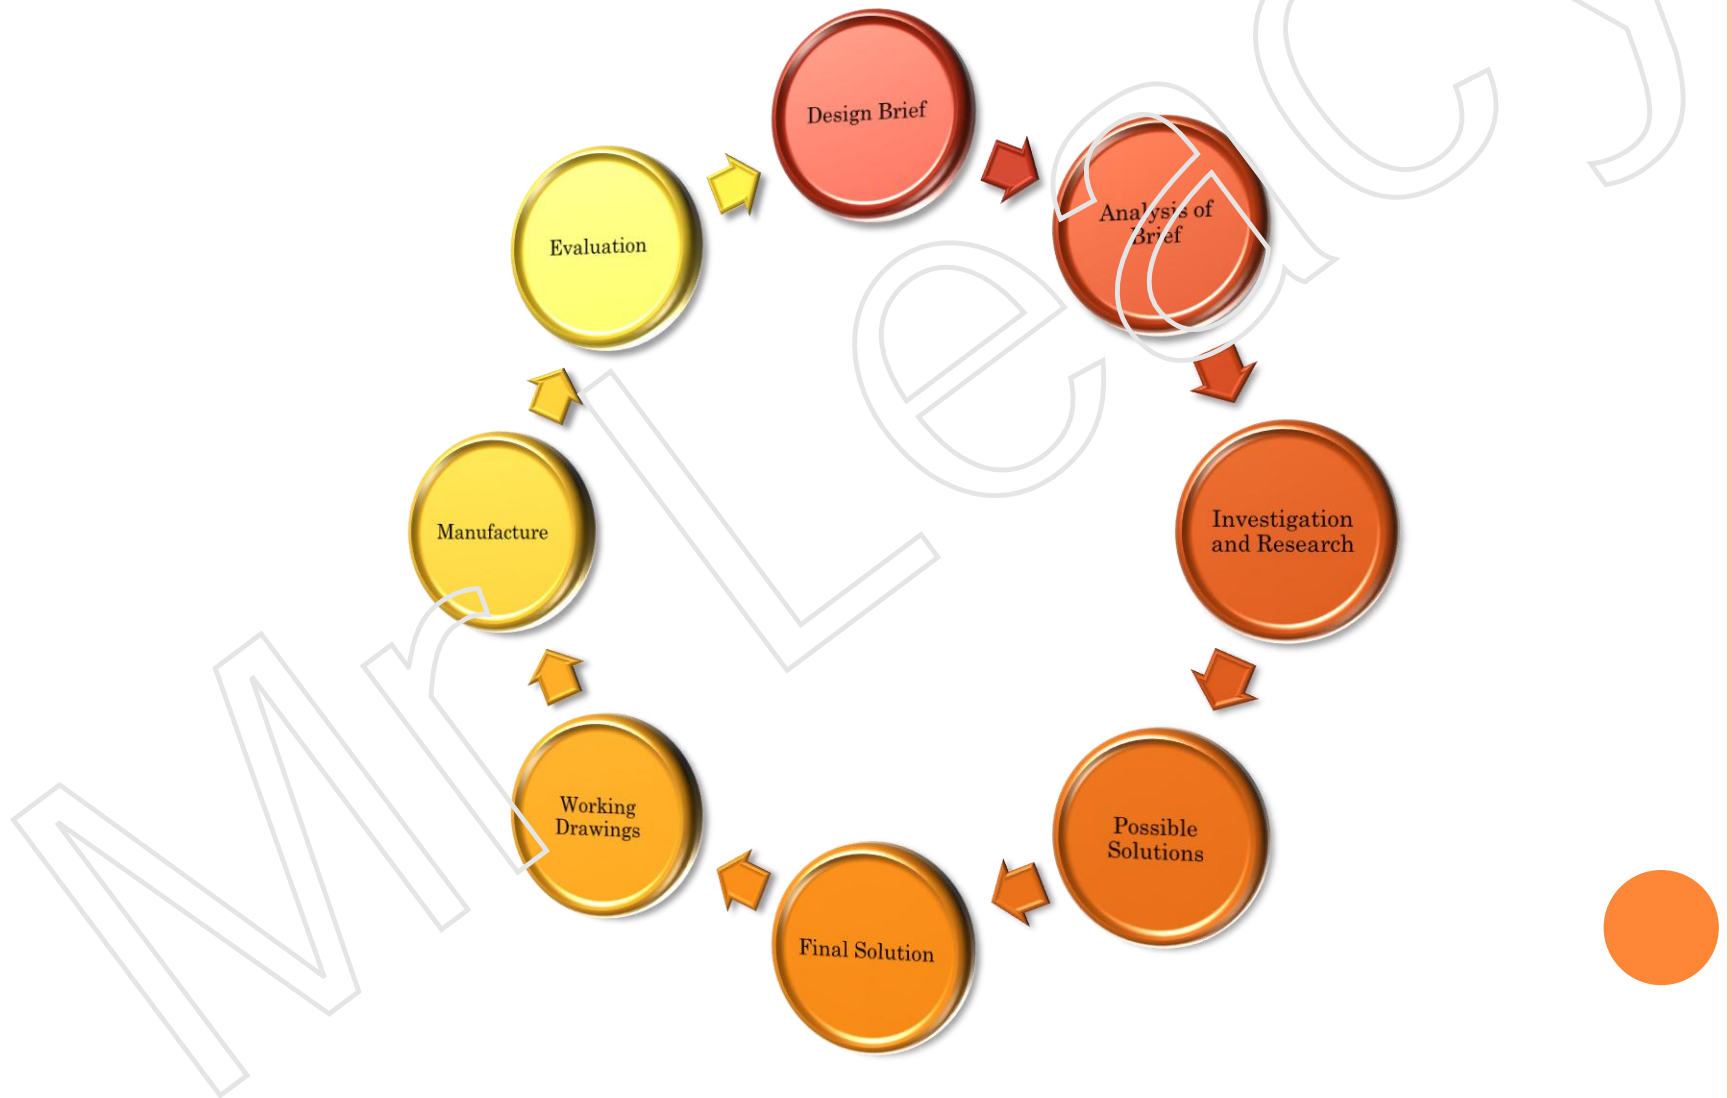 Design Brief
Analysis of
Brief
Investigation
and Research
Possible
Solutions
Final Solution
Working
Drawings
Manufacture
Evaluation
Mr Leacy